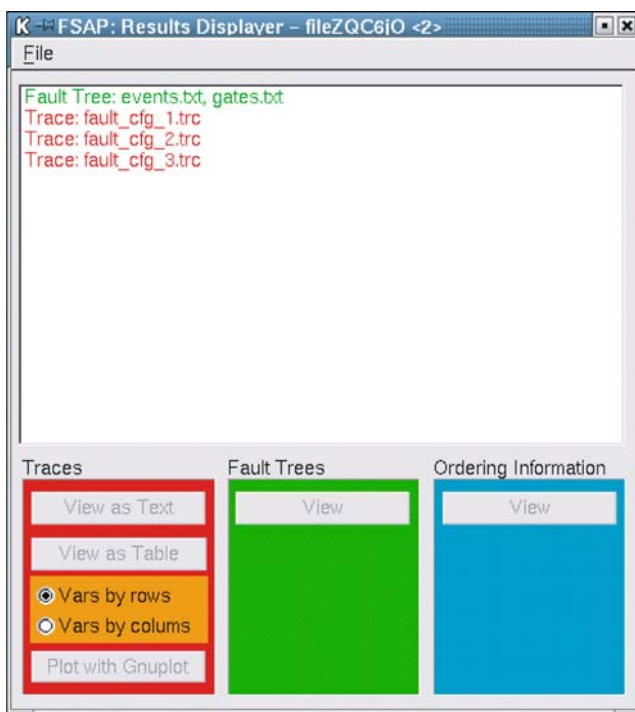 FSAP: Results Displayer – fileZQC6jO <2>
File
Fault Tree: events.txt, gates.txt
Trace: fault_cfg_1.trc
Trace: fault_cfg_2.trc
Trace: fault_cfg_3.trc
Traces
Fault Trees
Ordering Information
View as Text
View
View
View as Table
Vars by rows
Vars by colums
Plot with Gnuplot